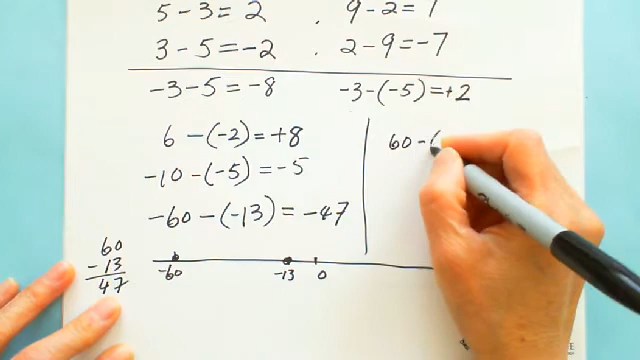 5 - 3 = 2 . 9 - 2 = 7
3 - 5 = -2 . 2 - 9 = -7
-3 - 5 = -8 -3 - (-5) = +2
6 - (-2) = +8
-10 - (-5) = -5
-60 - (-13) = -47
60 - (
60
- 13
47
-60 -13 0